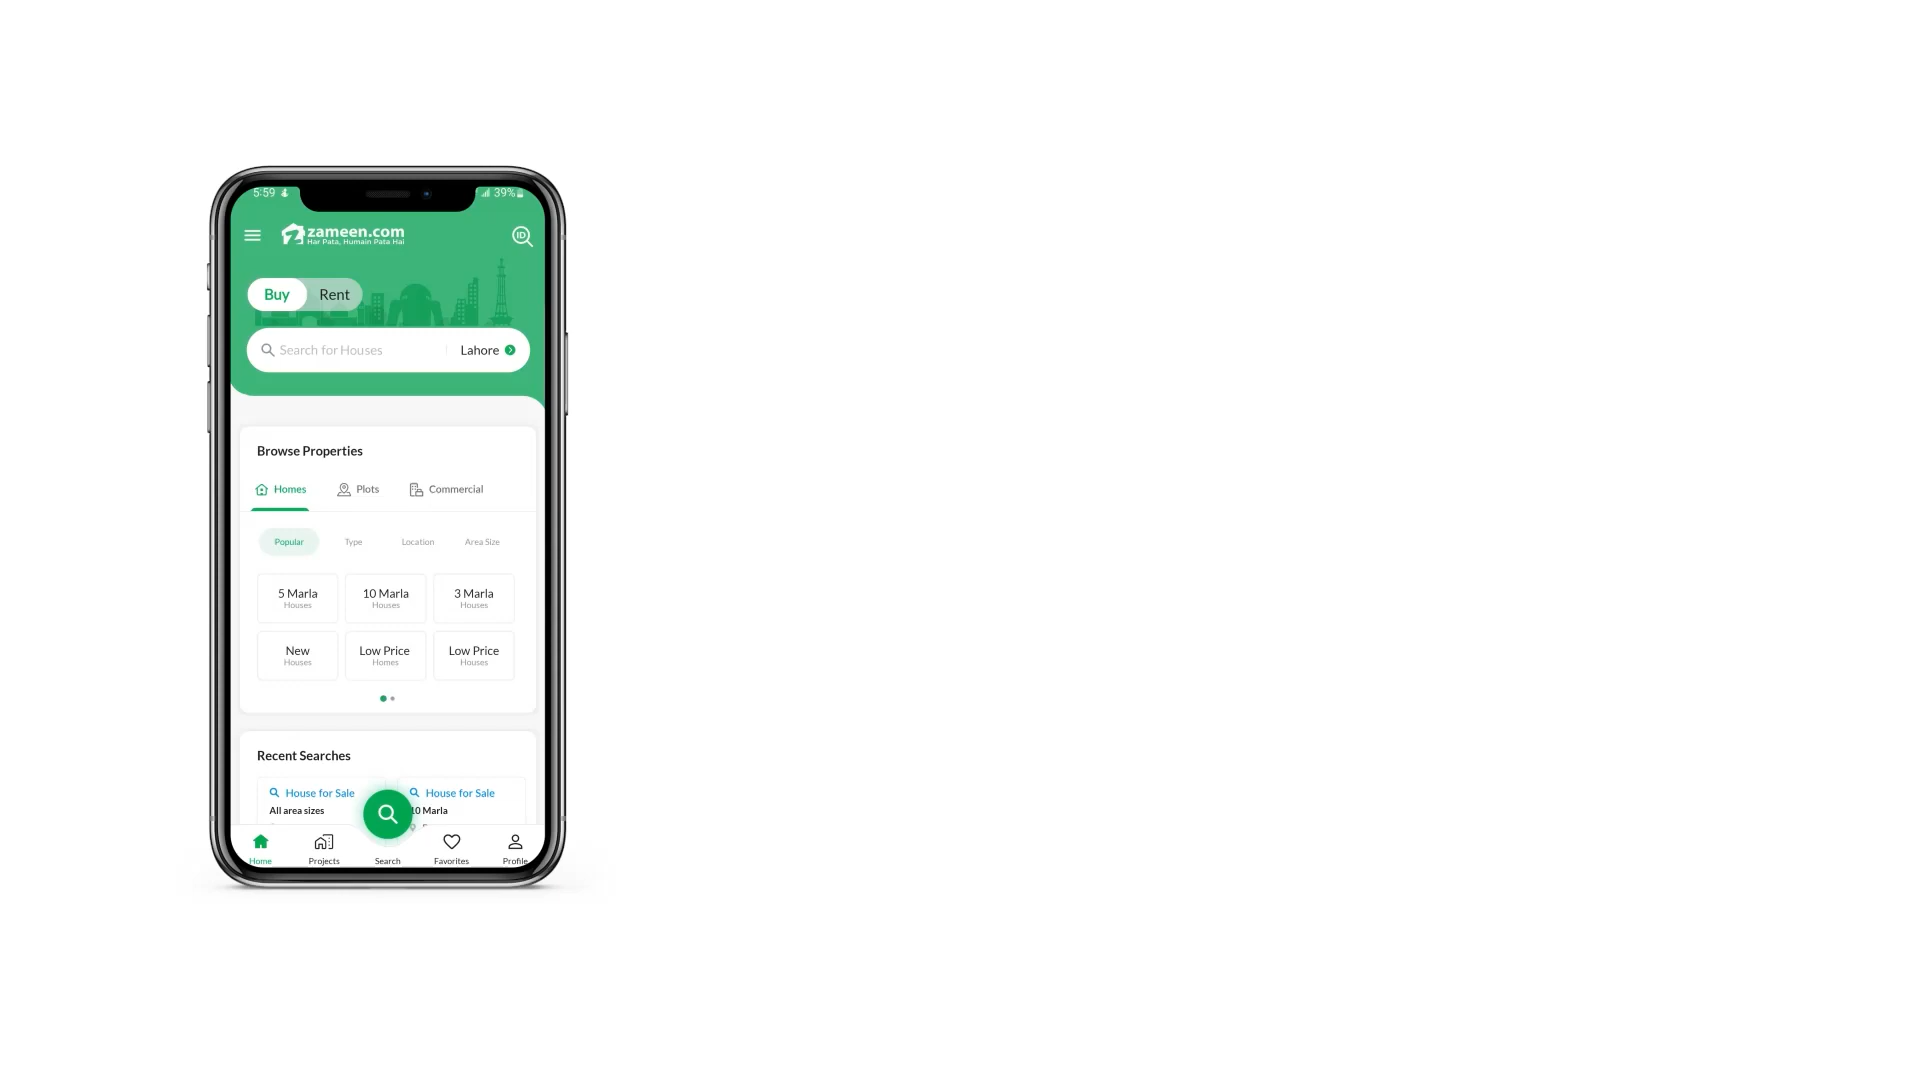 5:59
39%
zameen.com
Har Pata, Humain Pata Hai
ID
Buy Rent
Search for Houses Lahore
Browse Properties
Homes Plots Commercial
Popular Type Location Area Size
5 Marla 10 Marla 3 Marla
Houses Houses Houses
New Low Price Low Price
Houses Homes Houses
Recent Searches
House for Sale House for Sale
All area sizes 10 Marla
Home Projects Search Favorites Profile